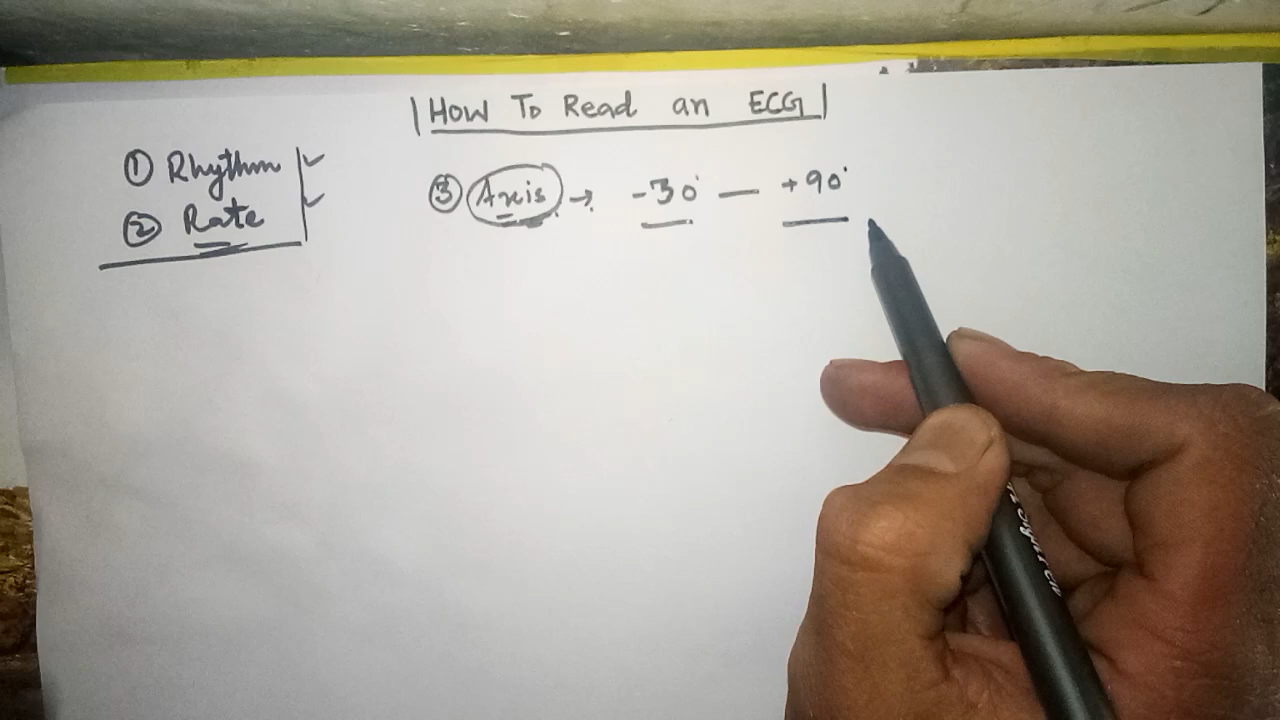 How To Read an ECG
① Rhythm
② Rate
③ Axis → -30° — +90°